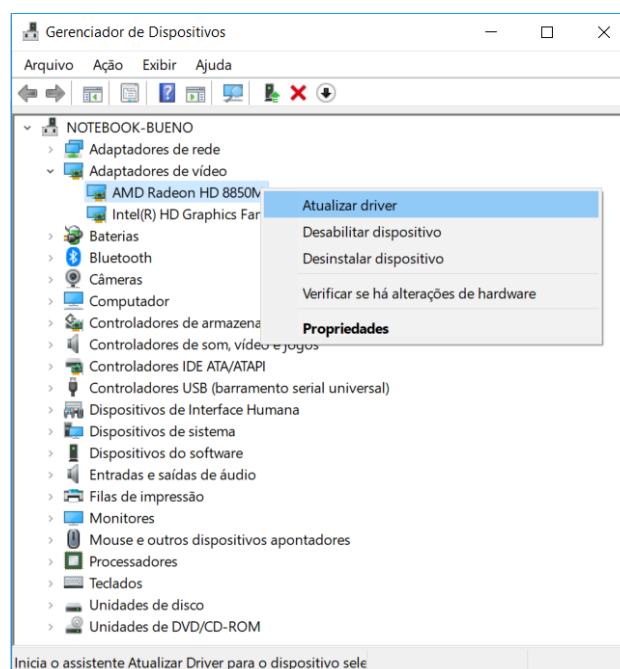 Gerenciador de Dispositivos
Arquivo Ação Exibir Ajuda
NOTEBOOK-BUENO
Adaptadores de rede
Adaptadores de vídeo
AMD Radeon HD 8850M
Intel(R) HD Graphics Far
Atualizar driver
Desabilitar dispositivo
Desinstalar dispositivo
Verificar se há alterações de hardware
Propriedades
Baterias
Bluetooth
Câmeras
Computador
Controladores de armazena
Controladores de som, vídeo e jogos
Controladores IDE ATA/ATAPI
Controladores USB (barramento serial universal)
Dispositivos de Interface Humana
Dispositivos de sistema
Dispositivos do software
Entradas e saídas de áudio
Filas de impressão
Monitores
Mouse e outros dispositivos apontadores
Processadores
Teclados
Unidades de disco
Unidades de DVD/CD-ROM
Inicia o assistente Atualizar Driver para o dispositivo sele